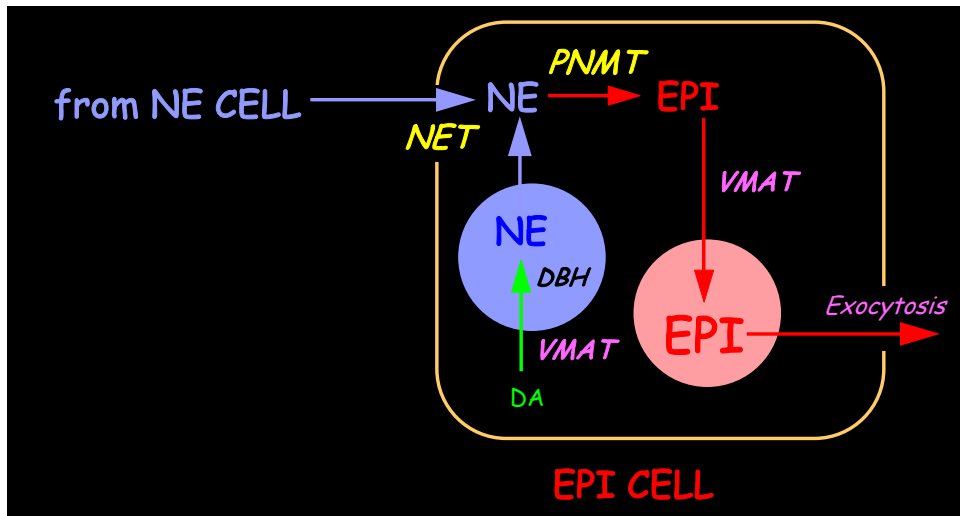 PNMT
from NE CELL
NE
EPI
NET
VMAT
NE
DBH
Exocytosis
EPI
VMAT
DA
EPI CELL